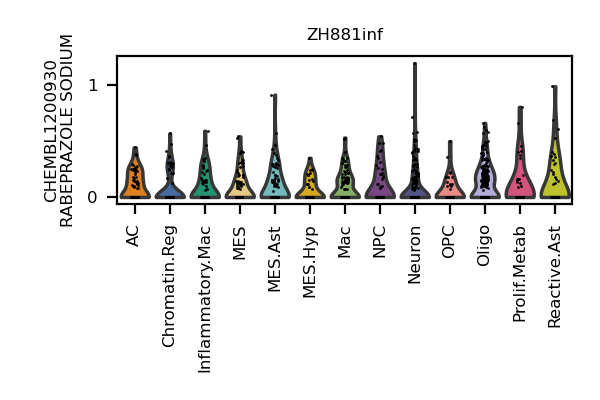 ZH881inf
CHEMBL1200930
RABEPRAZOLE SODIUM
1
0
AC
Chromatin.Reg
Inflammatory.Mac
MES
MES.Ast
MES.Hyp
Mac
NPC
Neuron
OPC
Oligo
Prolif.Metab
Reactive.Ast